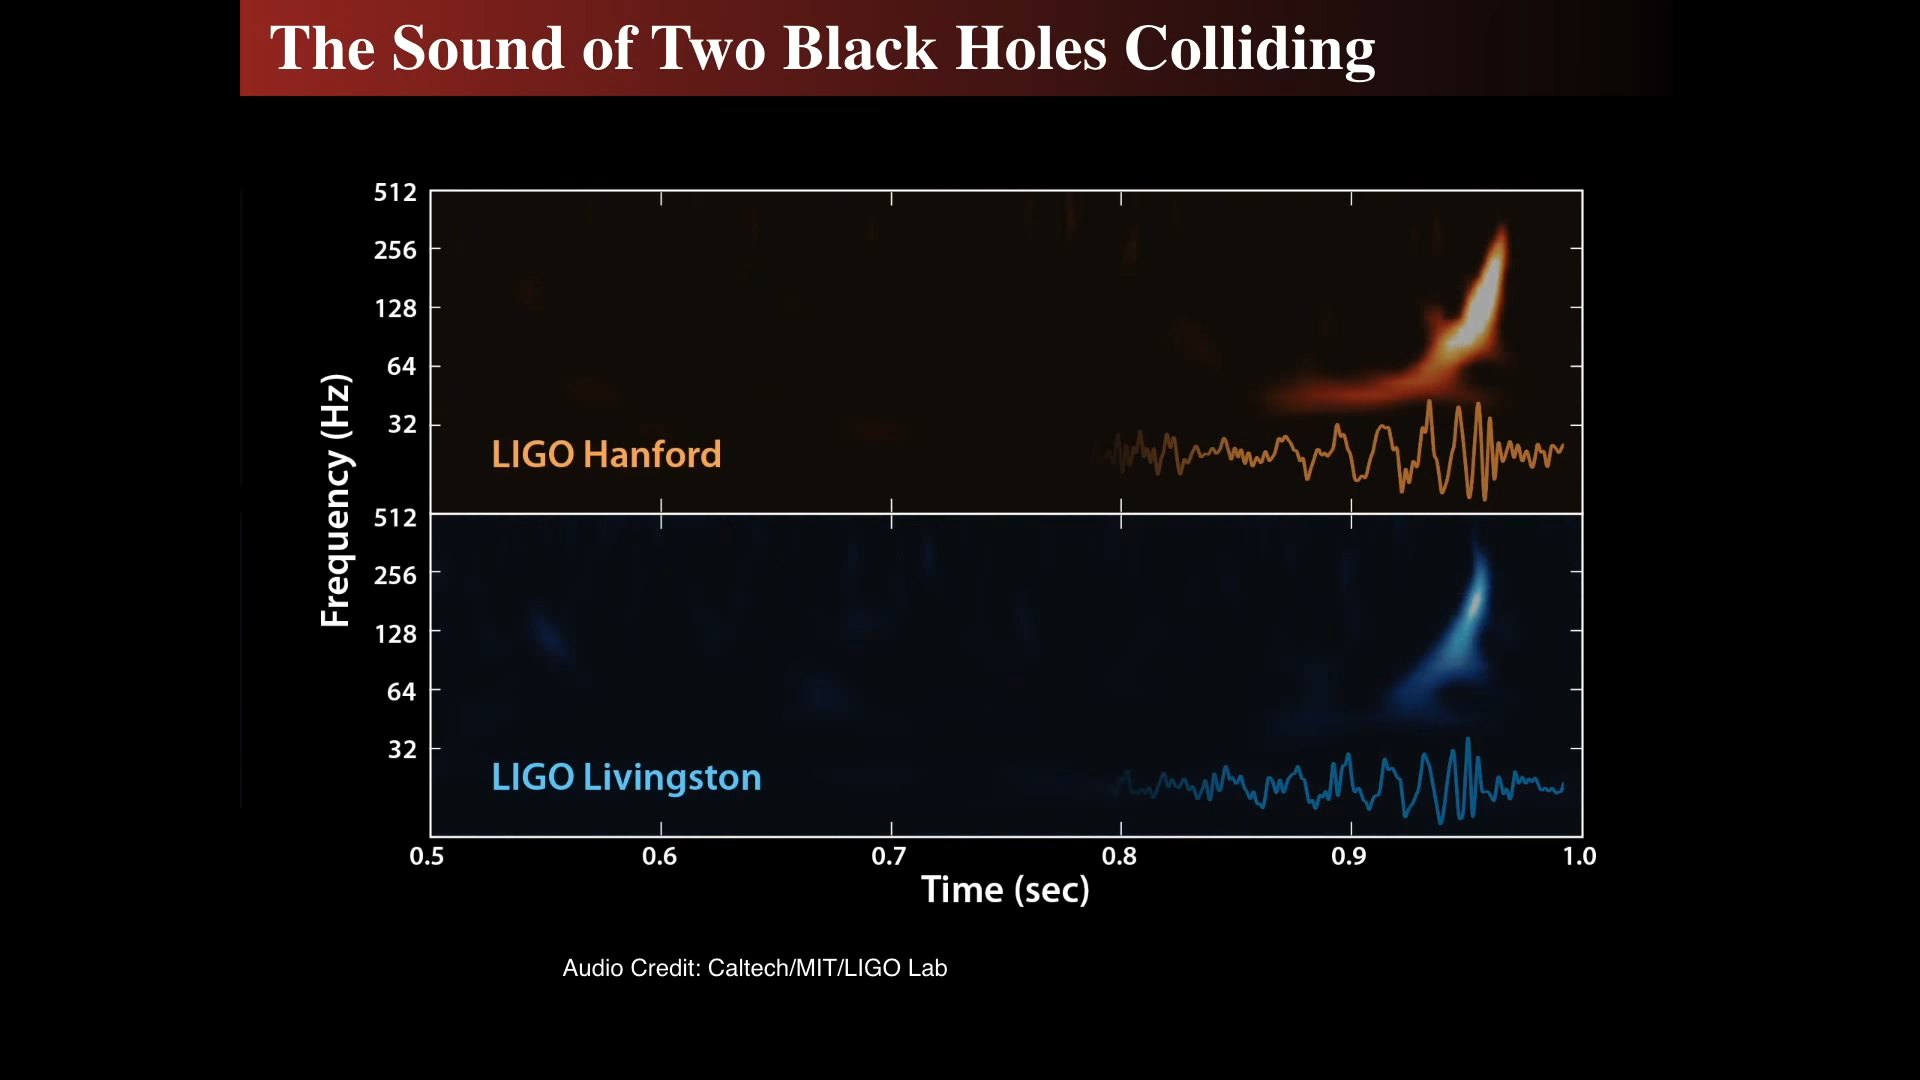 The Sound of Two Black Holes Colliding
Frequency (Hz)
512
256
128
64
32
LIGO Hanford
512
256
128
64
32
LIGO Livingston
0.5 0.6 0.7 0.8 0.9 1.0
Time (sec)
Audio Credit: Caltech/MIT/LIGO Lab